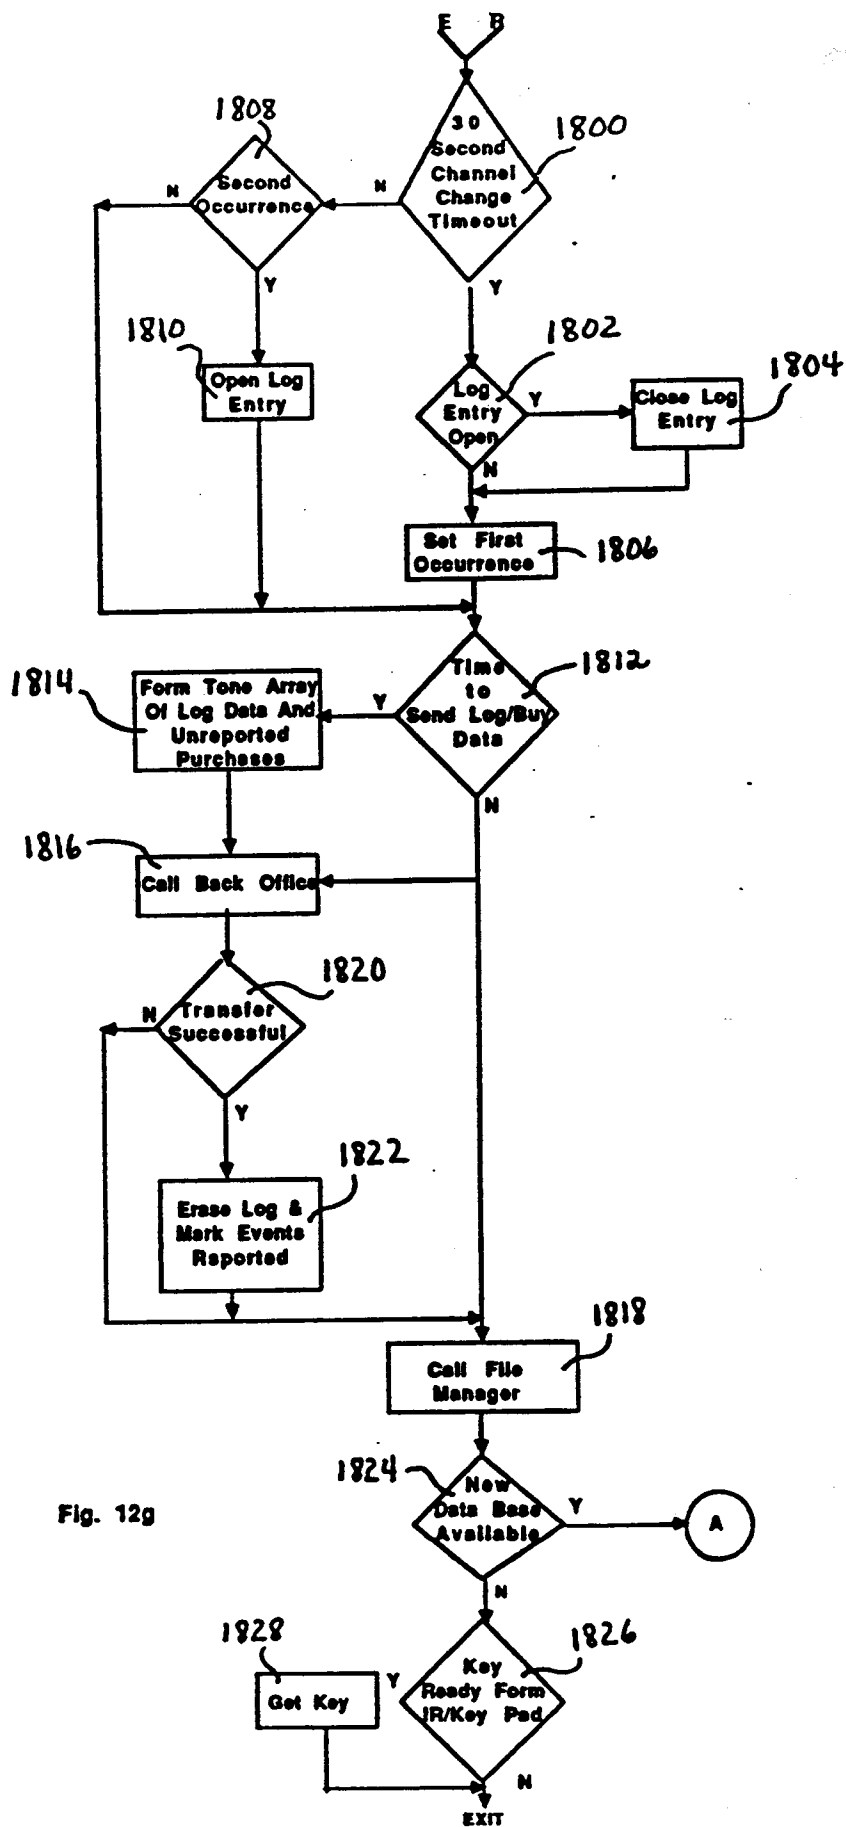 E B
1808
30
Second
Channel
Change
Timeout
1800
N
Second
Occurrence
N
Y
Y
1810
Open Log
Entry
1802
Log
Entry
Open
Y
N
1804
Close Log
Entry
Set First
Occurrence
1806
1812
Time
to
Send Log/Buy
Data
Y
N
1814
Form Tone Array
Of Log Data And
Unreported
Purchases
1816
Call Back Office
1820
Transfer
Successful
N
Y
1822
Erase Log &
Mark Events
Reported
1818
Call File
Manager
1824
New
Data Base
Available
Y
A
N
Fig. 12g
1828
Get Key
Y
1826
Key
Ready Form
IR/Key Pad
N
EXIT